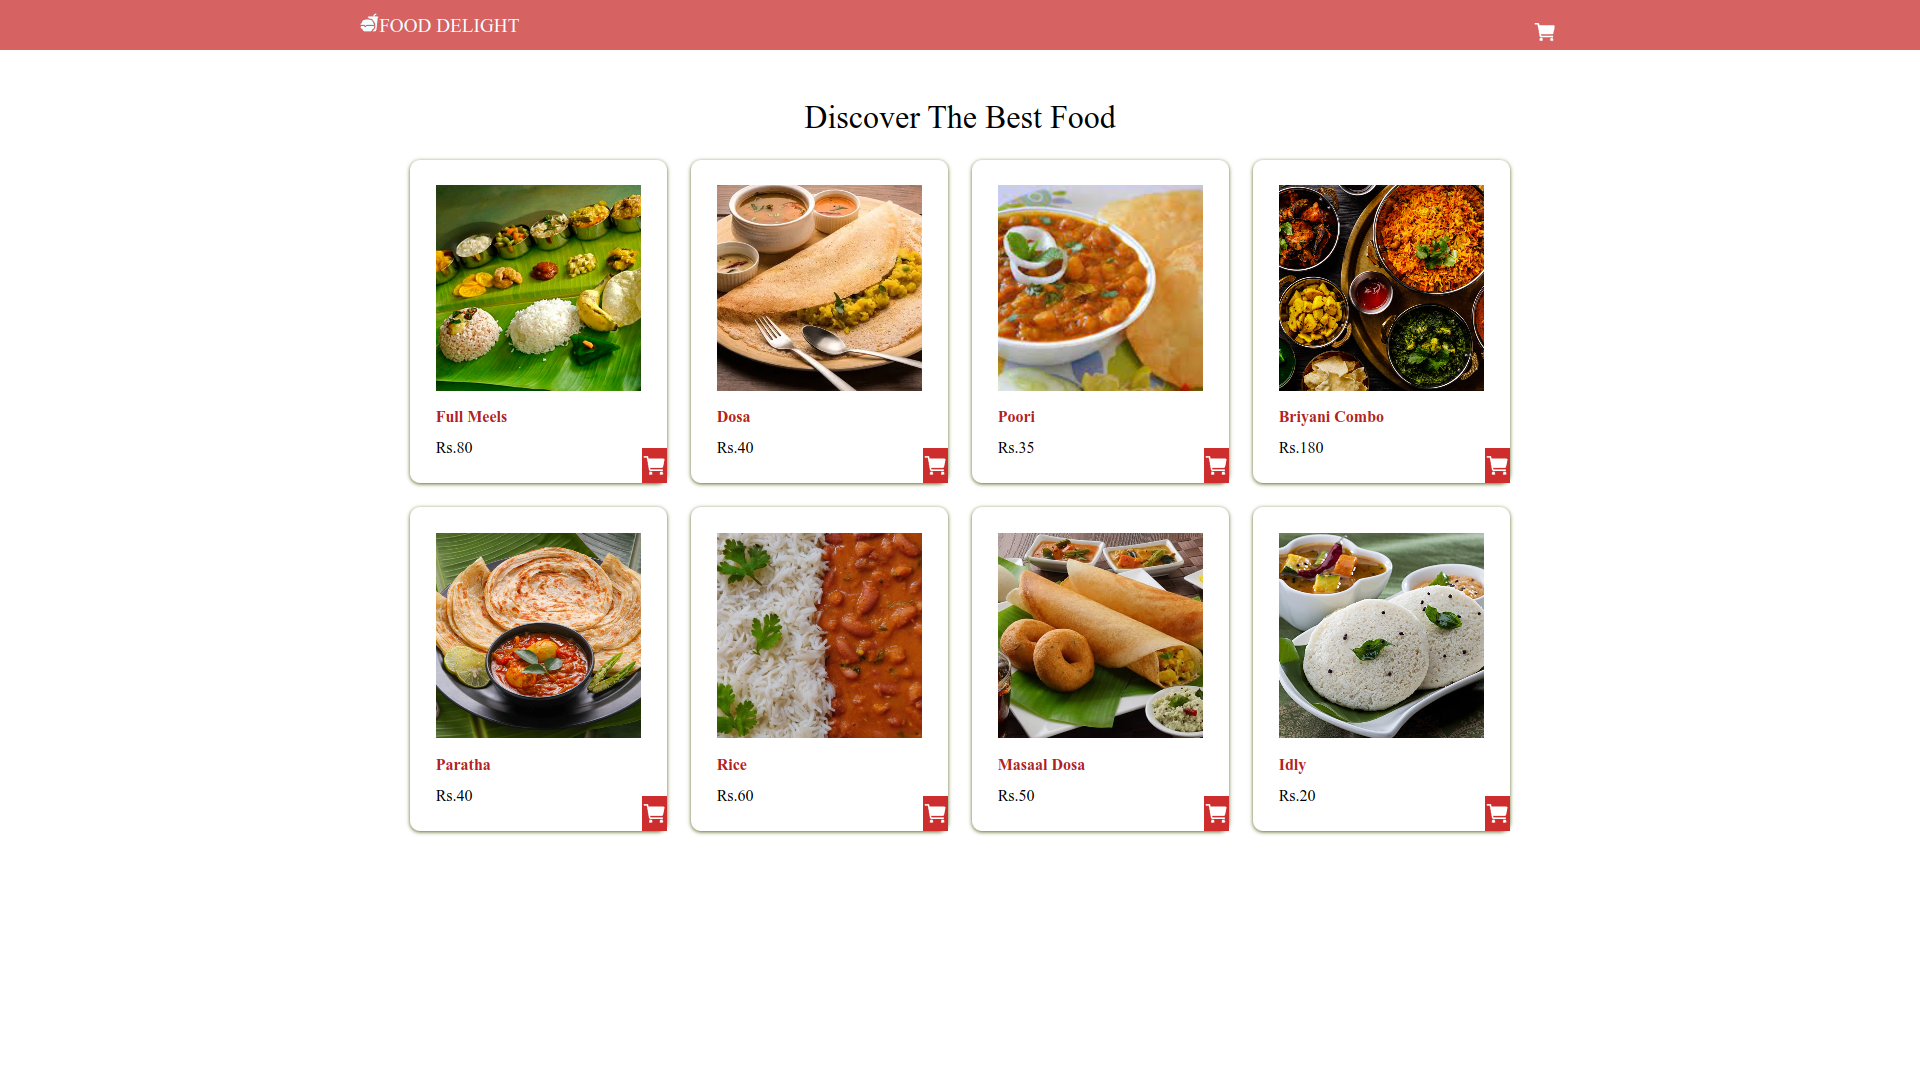 FOOD DELIGHT
Discover The Best Food
Full Meels
Rs.80
Dosa
Rs.40
Poori
Rs.35
Briyani Combo
Rs.180
Paratha
Rs.40
Rice
Rs.60
Masaal Dosa
Rs.50
Idly
Rs.20